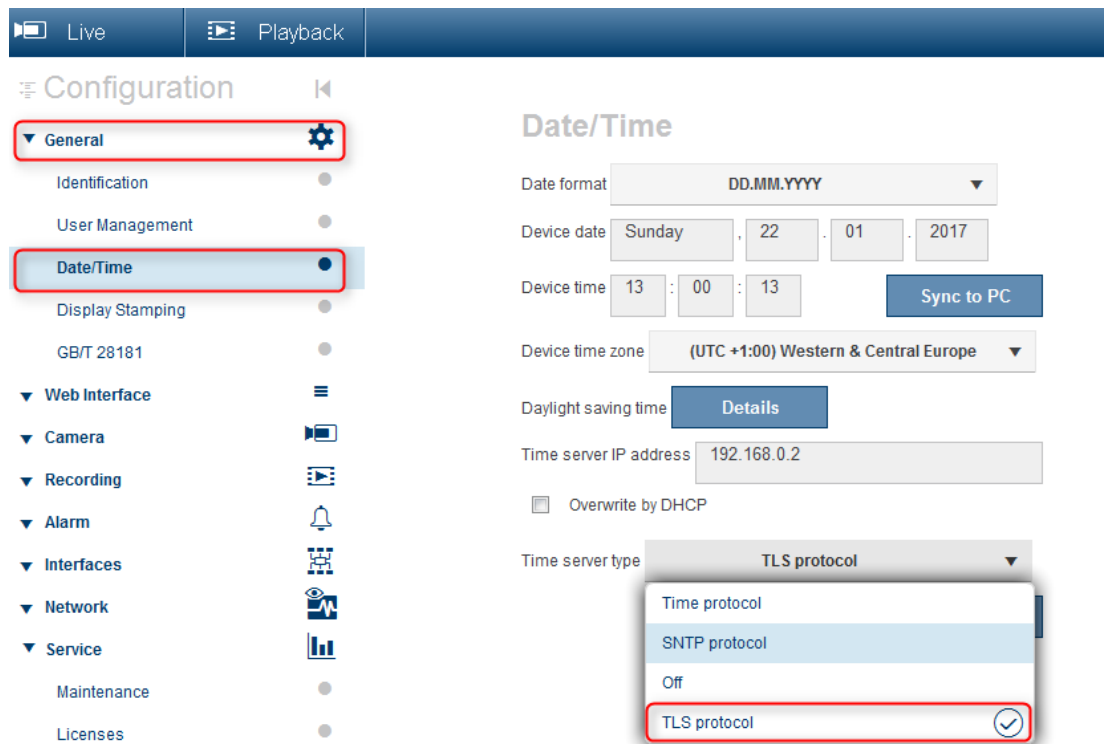 Live Playback
Configuration
General
Identification
User Management
Date/Time
Display Stamping
GB/T 28181
Web Interface
Camera
Recording
Alarm
Interfaces
Network
Service
Maintenance
Licenses
Date/Time
Date format DD.MM.YYYY
Device date Sunday , 22 . 01 . 2017
Device time 13 : 00 : 13 Sync to PC
Device time zone (UTC +1:00) Western & Central Europe
Daylight saving time Details
Time server IP address 192.168.0.2
Overwrite by DHCP
Time server type TLS protocol
Time protocol
SNTP protocol
Off
TLS protocol